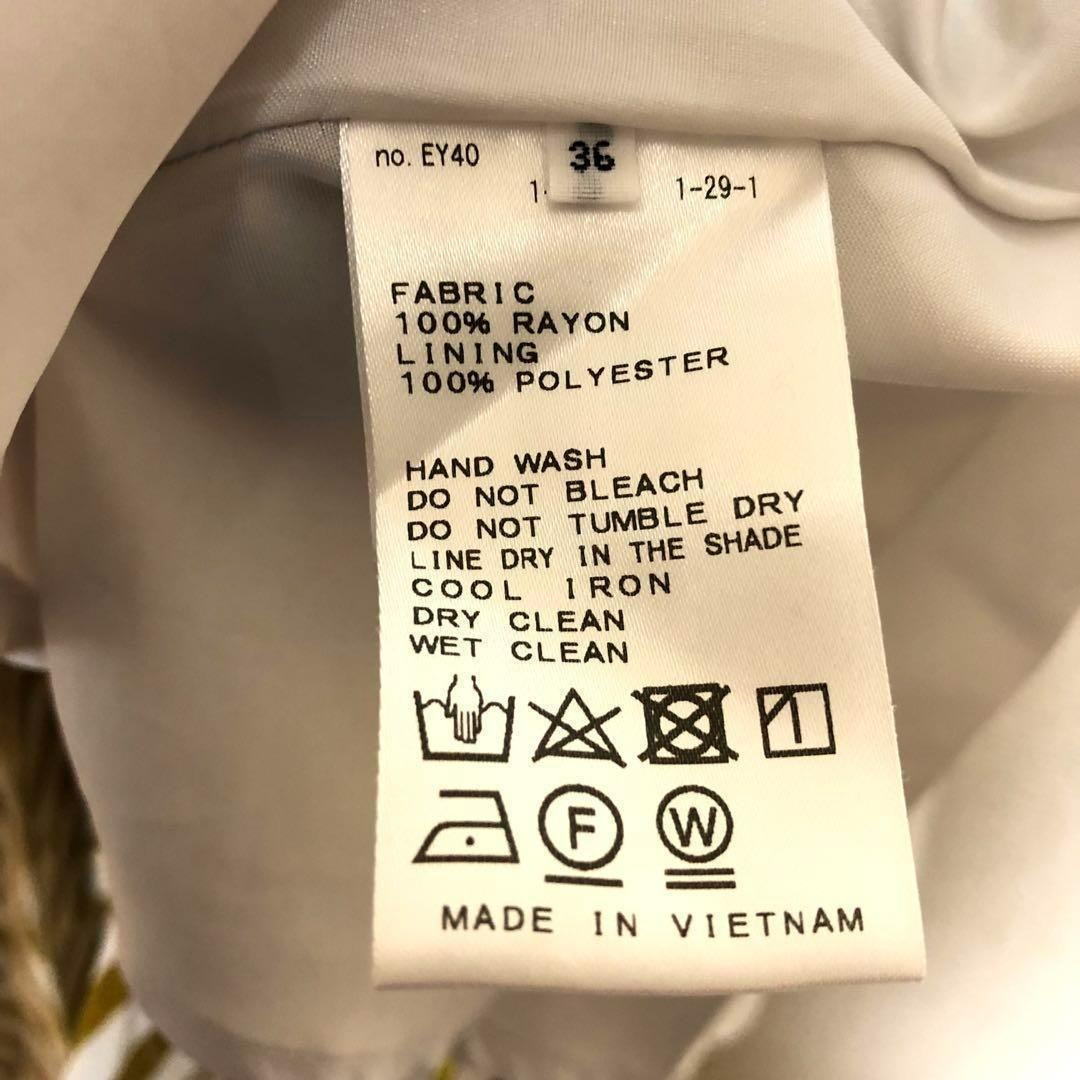 no. EY40
36
1-29-1
FABRIC
100% RAYON
LINING
100% POLYESTER
HAND WASH
DO NOT BLEACH
DO NOT TUMBLE DRY
LINE DRY IN THE SHADE
COOL IRON
DRY CLEAN
WET CLEAN
F W
MADE IN VIETNAM